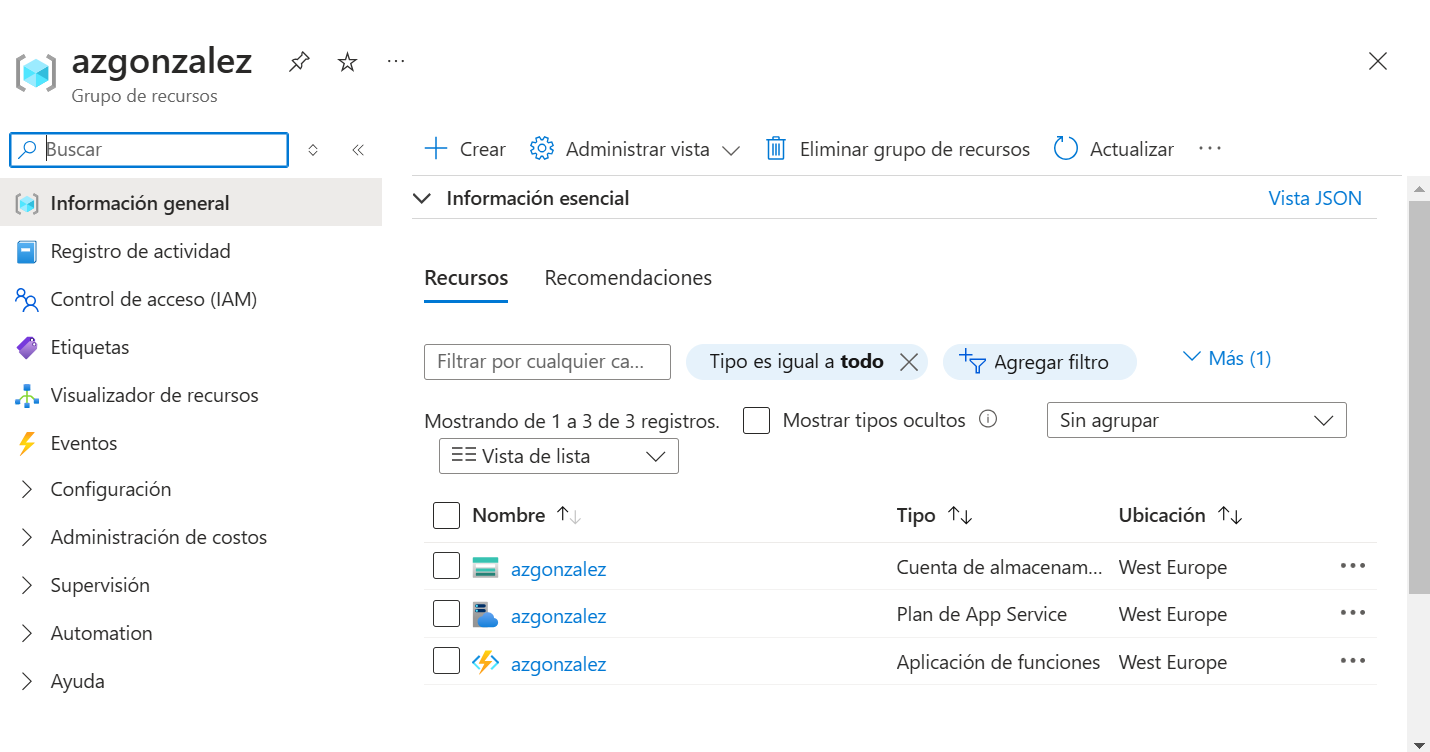 azgonzalez
Grupo de recursos
Buscar
Información general
Registro de actividad
Control de acceso (IAM)
Etiquetas
Visualizador de recursos
Eventos
Configuración
Administración de costos
Supervisión
Automation
Ayuda
Crear Administrar vista Eliminar grupo de recursos Actualizar
Información esencial Vista JSON
Recursos Recomendaciones
Filtrar por cualquier ca... Tipo es igual a todo Agregar filtro Más (1)
Mostrando de 1 a 3 de 3 registros. Mostrar tipos ocultos Sin agrupar
Vista de lista
Nombre Tipo Ubicación
azgonzalez Cuenta de almacenam... West Europe
azgonzalez Plan de App Service West Europe
azgonzalez Aplicación de funciones West Europe